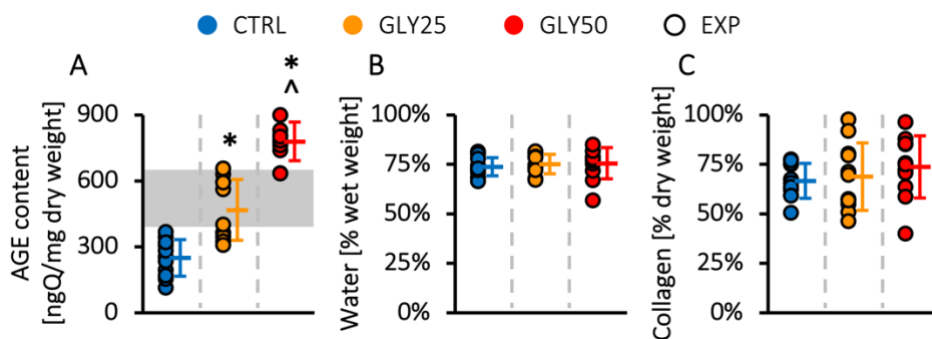 CTRL GLY25 GLY50 EXP
A
AGE content
[ngQ/mg dry weight]
900
600
300
0
*
*
^
B
Water [% wet weight]
100%
75%
50%
25%
0%
C
Collagen [% dry weight]
100%
75%
50%
25%
0%